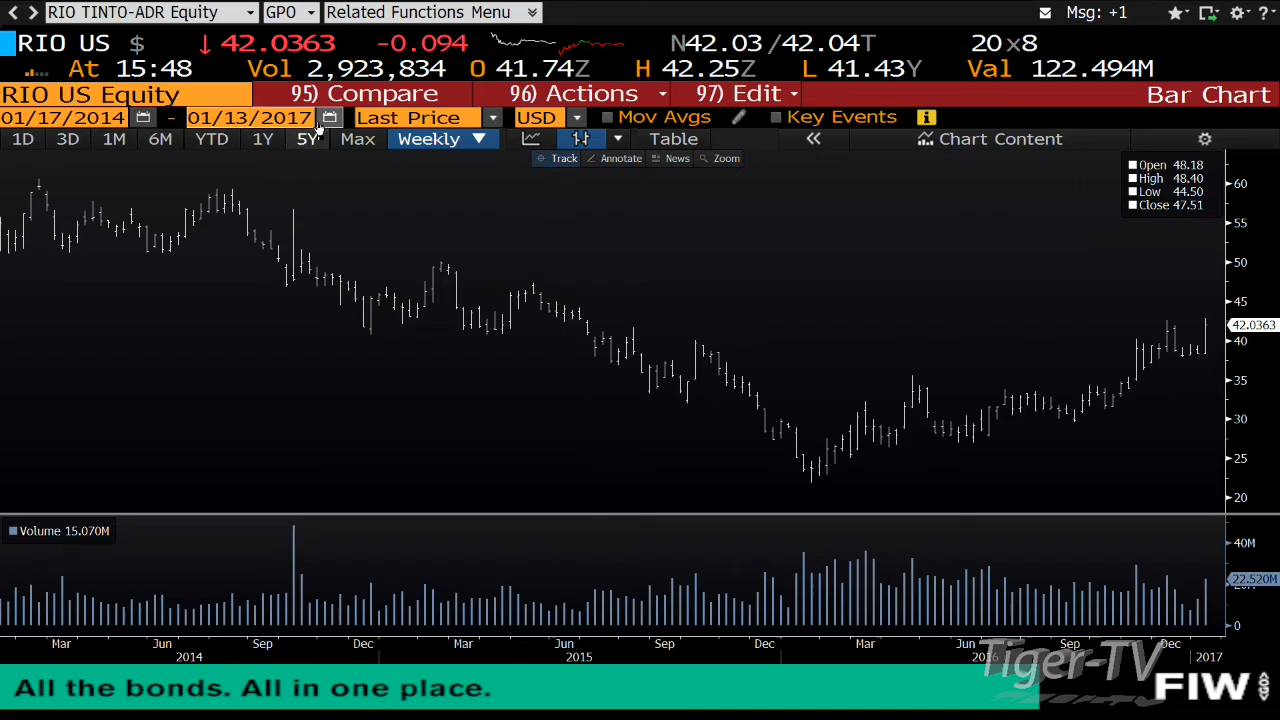 RIO TINTO-ADR Equity GPO Related Functions Menu Msg: +1 ?
RIO US $ ↓ 42.0363 -0.094 N42.03 /42.04T 20x8
At 15:48 Vol 2,923,834 O 41.74Z H 42.25Z L 41.43Y Val 122.494M
RIO US Equity 95) Compare 96) Actions 97) Edit Bar Chart
01/17/2014 - 01/13/2017 Last Price USD Mov Avgs Key Events i
1D 3D 1M 6M YTD 1Y 5Y Max Weekly ▼ Table « Chart Content
Track Annotate News Zoom
Open 48.18
High 48.40
Low 44.50
Close 47.51
60
55
50
45
42.0363
40
35
30
25
20
Volume 15.070M
40M
22.520M
0
Mar Jun Sep Dec Mar Jun Sep Dec Mar Jun Sep Dec
2014 2015 2016 2017
Tiger-TV
All the bonds. All in one place.
FIW